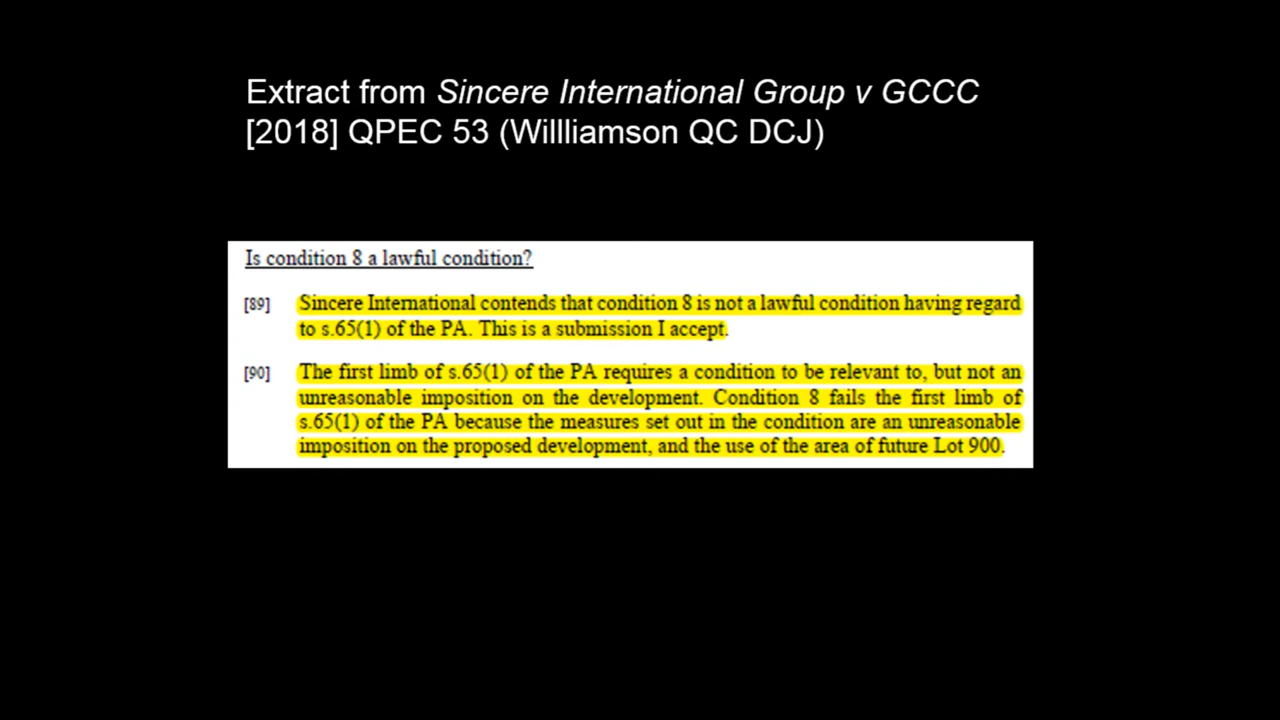 Extract from Sincere International Group v GCCC
[2018] QPEC 53 (Willliamson QC DCJ)
Is condition 8 a lawful condition?
[89] Sincere International contends that condition 8 is not a lawful condition having regard
to s.65(1) of the PA. This is a submission I accept.
[90] The first limb of s.65(1) of the PA requires a condition to be relevant to, but not an
unreasonable imposition on the development. Condition 8 fails the first limb of
s.65(1) of the PA because the measures set out in the condition are an unreasonable
imposition on the proposed development, and the use of the area of future Lot 900.